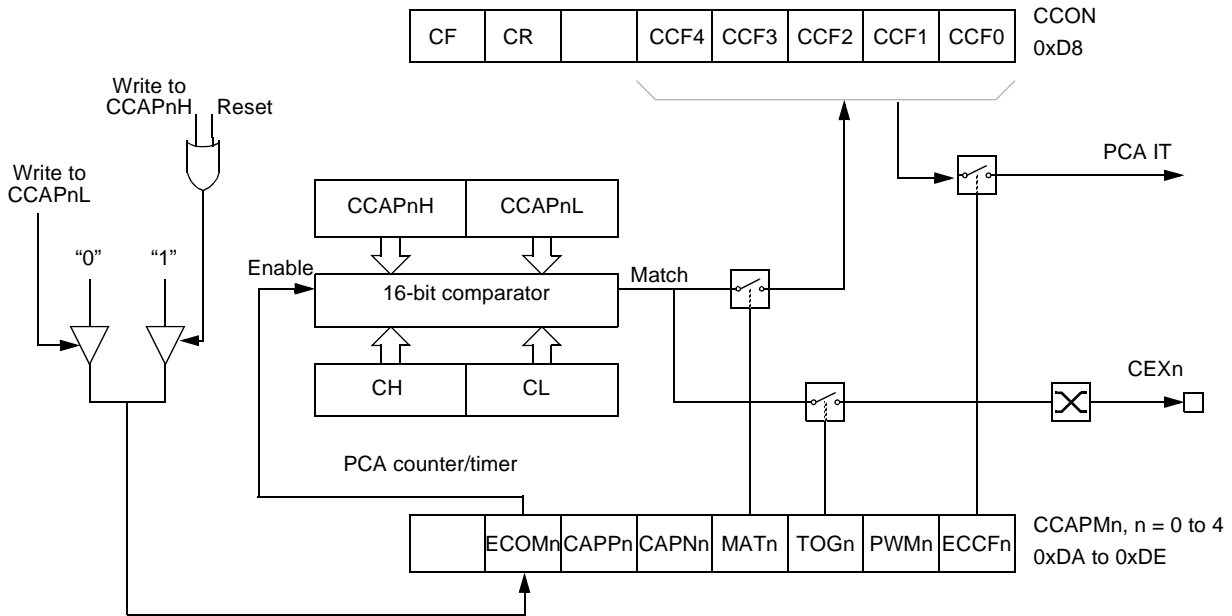 CF CR CCF4 CCF3 CCF2 CCF1 CCF0
CCON
0xD8
Write to
CCAPnH Reset
Write to
CCAPnL
“0” “1”
PCA IT
CCAPnH CCAPnL
Enable
16-bit comparator
Match
CH CL
CEXn
PCA counter/timer
ECOMn CAPPn CAPNn MATn TOGn PWMn ECCFn
CCAPMn, n = 0 to 4
0xDA to 0xDE